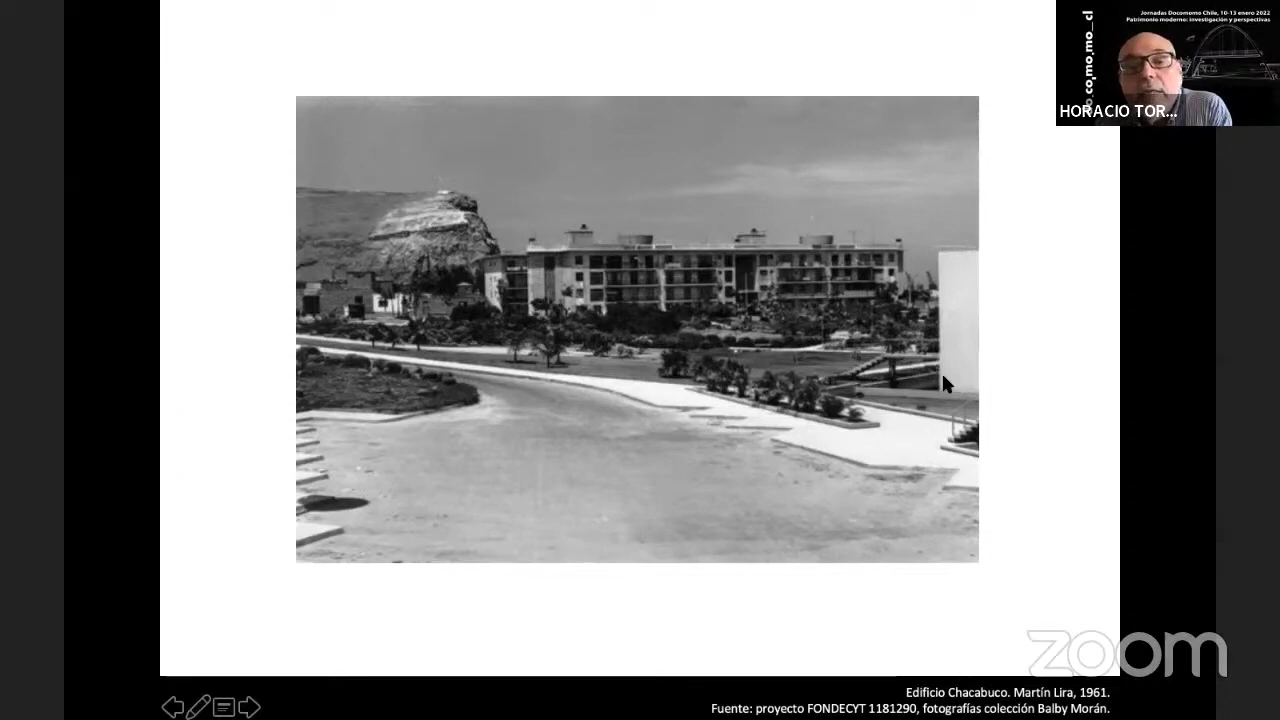 Jornadas Docomomo Chile, 10-13 enero 2022
Patrimonio moderno: investigación y perspectivas
co_mo_mo_cl
HORACIO TOR...
zoom
Edificio Chacabuco. Martín Lira, 1961.
Fuente: proyecto FONDECYT 1181290, fotografías colección Balby Morán.